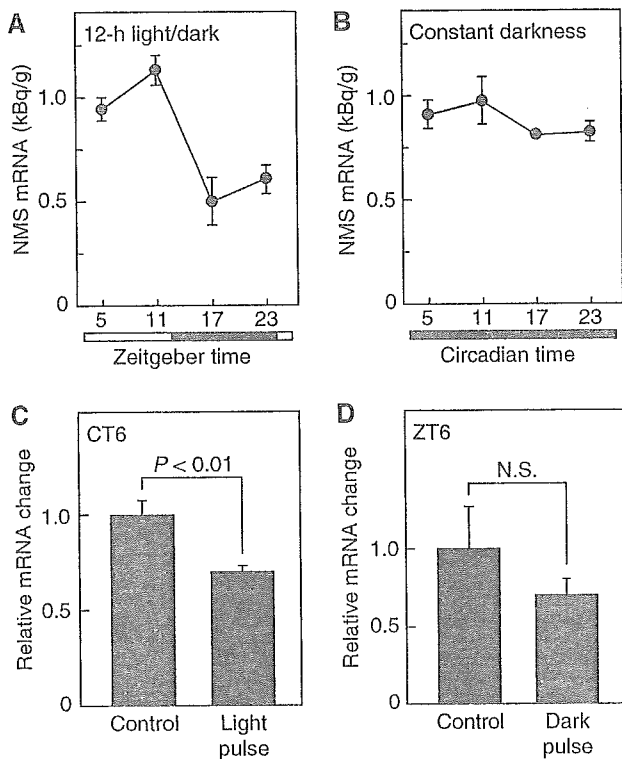 A
12-h light/dark
NMS mRNA (kBq/g)
1.0
0.5
0
5 11 17 23
Zeitgeber time
B
Constant darkness
NMS mRNA (kBq/g)
1.0
0.5
0
5 11 17 23
Circadian time
C
CT6
P < 0.01
Relative mRNA change
1.0
0.5
0
Control Light
pulse
D
ZT6
N.S.
Relative mRNA change
1.0
0.5
0
Control Dark
pulse